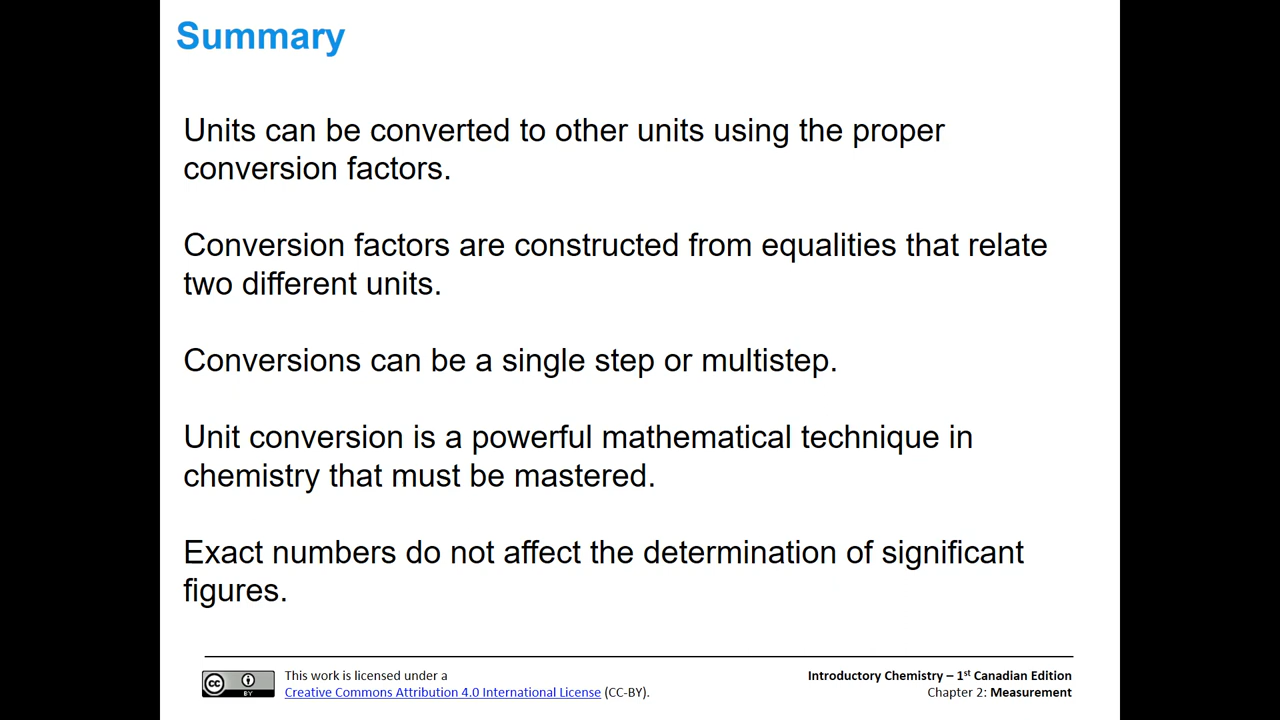 Summary
Units can be converted to other units using the proper
conversion factors.
Conversion factors are constructed from equalities that relate
two different units.
Conversions can be a single step or multistep.
Unit conversion is a powerful mathematical technique in
chemistry that must be mastered.
Exact numbers do not affect the determination of significant
figures.
cc BY
This work is licensed under a
Creative Commons Attribution 4.0 International License (CC-BY).
Introductory Chemistry – 1st Canadian Edition
Chapter 2: Measurement